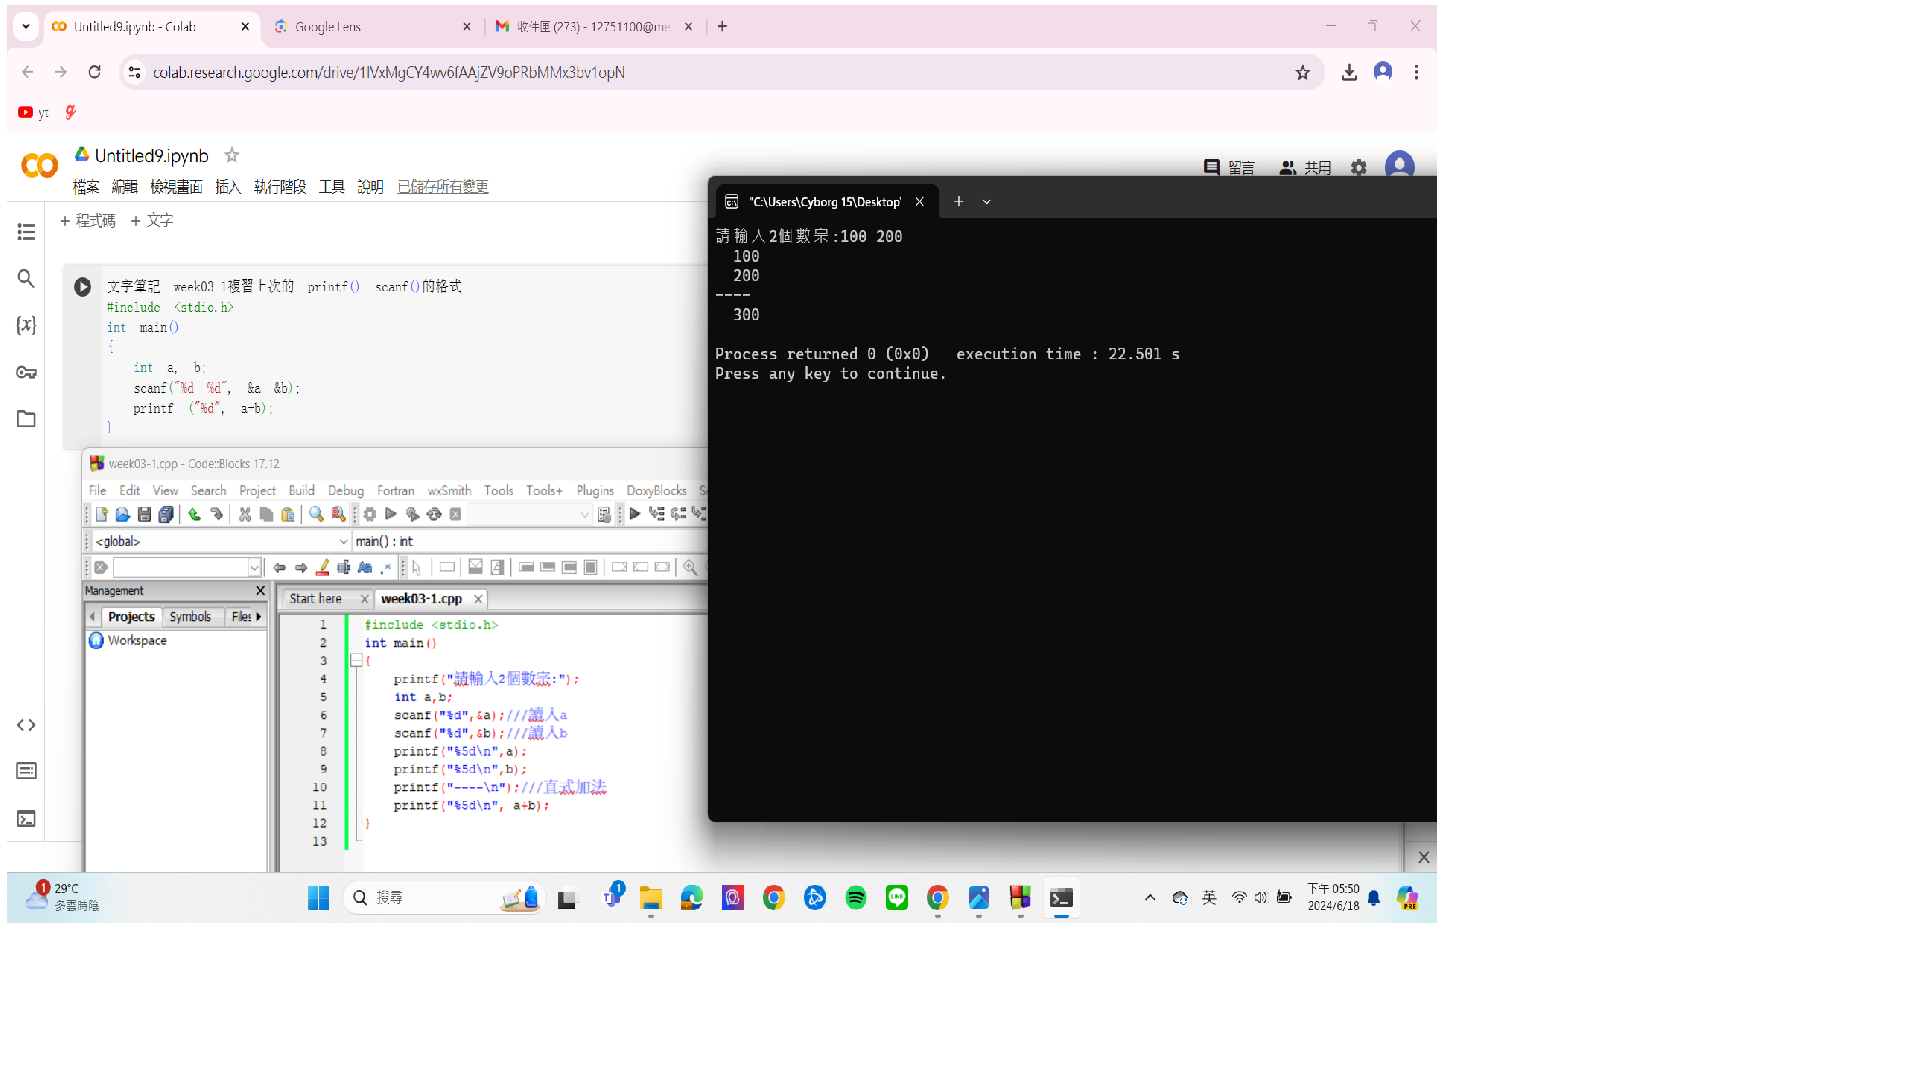 Untitled9.ipynb - Colab
Google Lens
收件匣 (273) - 12751100@me
yt
Untitled9.ipynb
檔案 編輯 檢視畫面 插入 執行階段 工具 說明 已儲存所有變更
留言 共用
+ 程式碼 + 文字
文字筆記 week03-1複習上次的 printf() scanf()的格式
#include <stdio.h>
int main()
{
int a, b;
scanf("%d %d", &a &b);
printf ("%d", a+b);
}
"C:\Users\Cyborg 15\Desktop\
請輸入2個數字:100 200
100
200
----
300
Process returned 0 (0x0) execution time : 22.501 s
Press any key to continue.
week03-1.cpp - Code::Blocks 17.12
File Edit View Search Project Build Debug Fortran wxSmith Tools Tools+ Plugins DoxyBlocks
<global>
main() : int
Management
Projects Symbols Files
Workspace
Start here
week03-1.cpp
1 #include <stdio.h>
2 int main()
3 {
4 printf("請輸入2個數字:");
5 int a,b;
6 scanf("%d",&a);///讀入a
7 scanf("%d",&b);///讀入b
8 printf("%5d\n",a);
9 printf("%5d\n",b);
10 printf("----\n");///直式加法
11 printf("%5d\n", a+b);
12 }
13
1
29°C
多雲時陰
搜尋
1
英
下午 05:50
2024/6/18
PRE